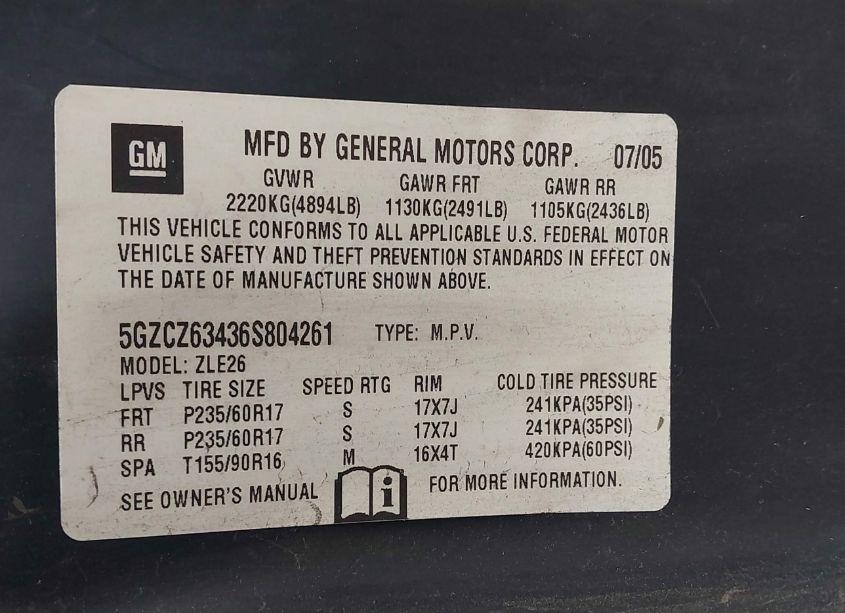 GM MFD BY GENERAL MOTORS CORP. 07/05
GVWR GAWR FRT GAWR RR
2220KG(4894LB) 1130KG(2491LB) 1105KG(2436LB)
THIS VEHICLE CONFORMS TO ALL APPLICABLE U.S. FEDERAL MOTOR
VEHICLE SAFETY AND THEFT PREVENTION STANDARDS IN EFFECT ON
THE DATE OF MANUFACTURE SHOWN ABOVE.
5GZCZ63436S804261 TYPE: M.P.V.
MODEL: ZLE26
LPVS TIRE SIZE SPEED RTG RIM COLD TIRE PRESSURE
FRT P235/60R17 S 17X7J 241KPA(35PSI)
RR P235/60R17 S 17X7J 241KPA(35PSI)
SPA T155/90R16 M 16X4T 420KPA(60PSI)
SEE OWNER'S MANUAL i FOR MORE INFORMATION.